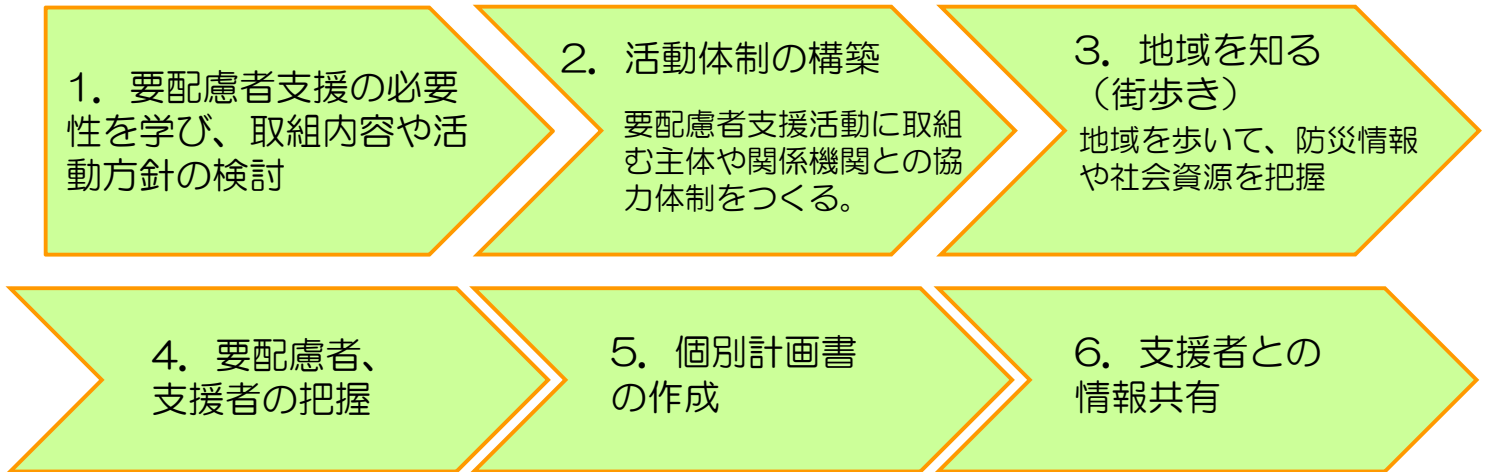 1．要配慮者支援の必要
性を学び、取組内容や活
動方針の検討
2．活動体制の構築
要配慮者支援活動に取組
む主体や関係機関との協
力体制をつくる。
3．地域を知る
（街歩き）
地域を歩いて、防災情報
や社会資源を把握
4．要配慮者、
支援者の把握
5．個別計画書
の作成
6．支援者との
情報共有